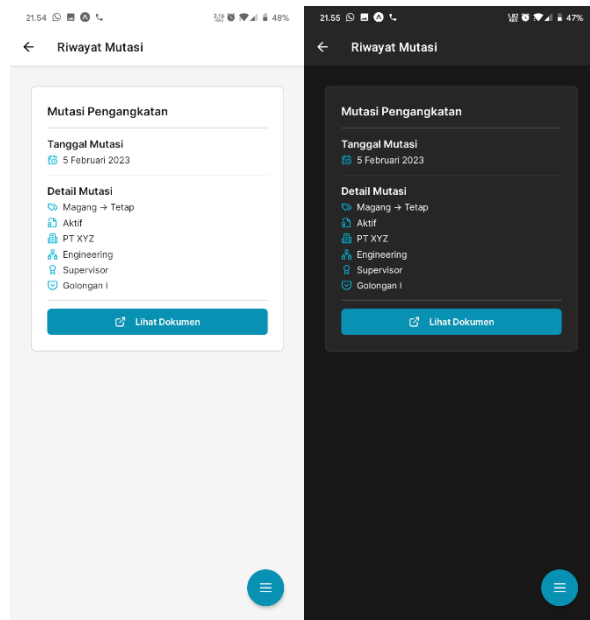 21.54 48%
Riwayat Mutasi
Mutasi Pengangkatan
Tanggal Mutasi
5 Februari 2023
Detail Mutasi
Magang → Tetap
Aktif
PT XYZ
Engineering
Supervisor
Golongan I
Lihat Dokumen
21.55 47%
Riwayat Mutasi
Mutasi Pengangkatan
Tanggal Mutasi
5 Februari 2023
Detail Mutasi
Magang → Tetap
Aktif
PT XYZ
Engineering
Supervisor
Golongan I
Lihat Dokumen